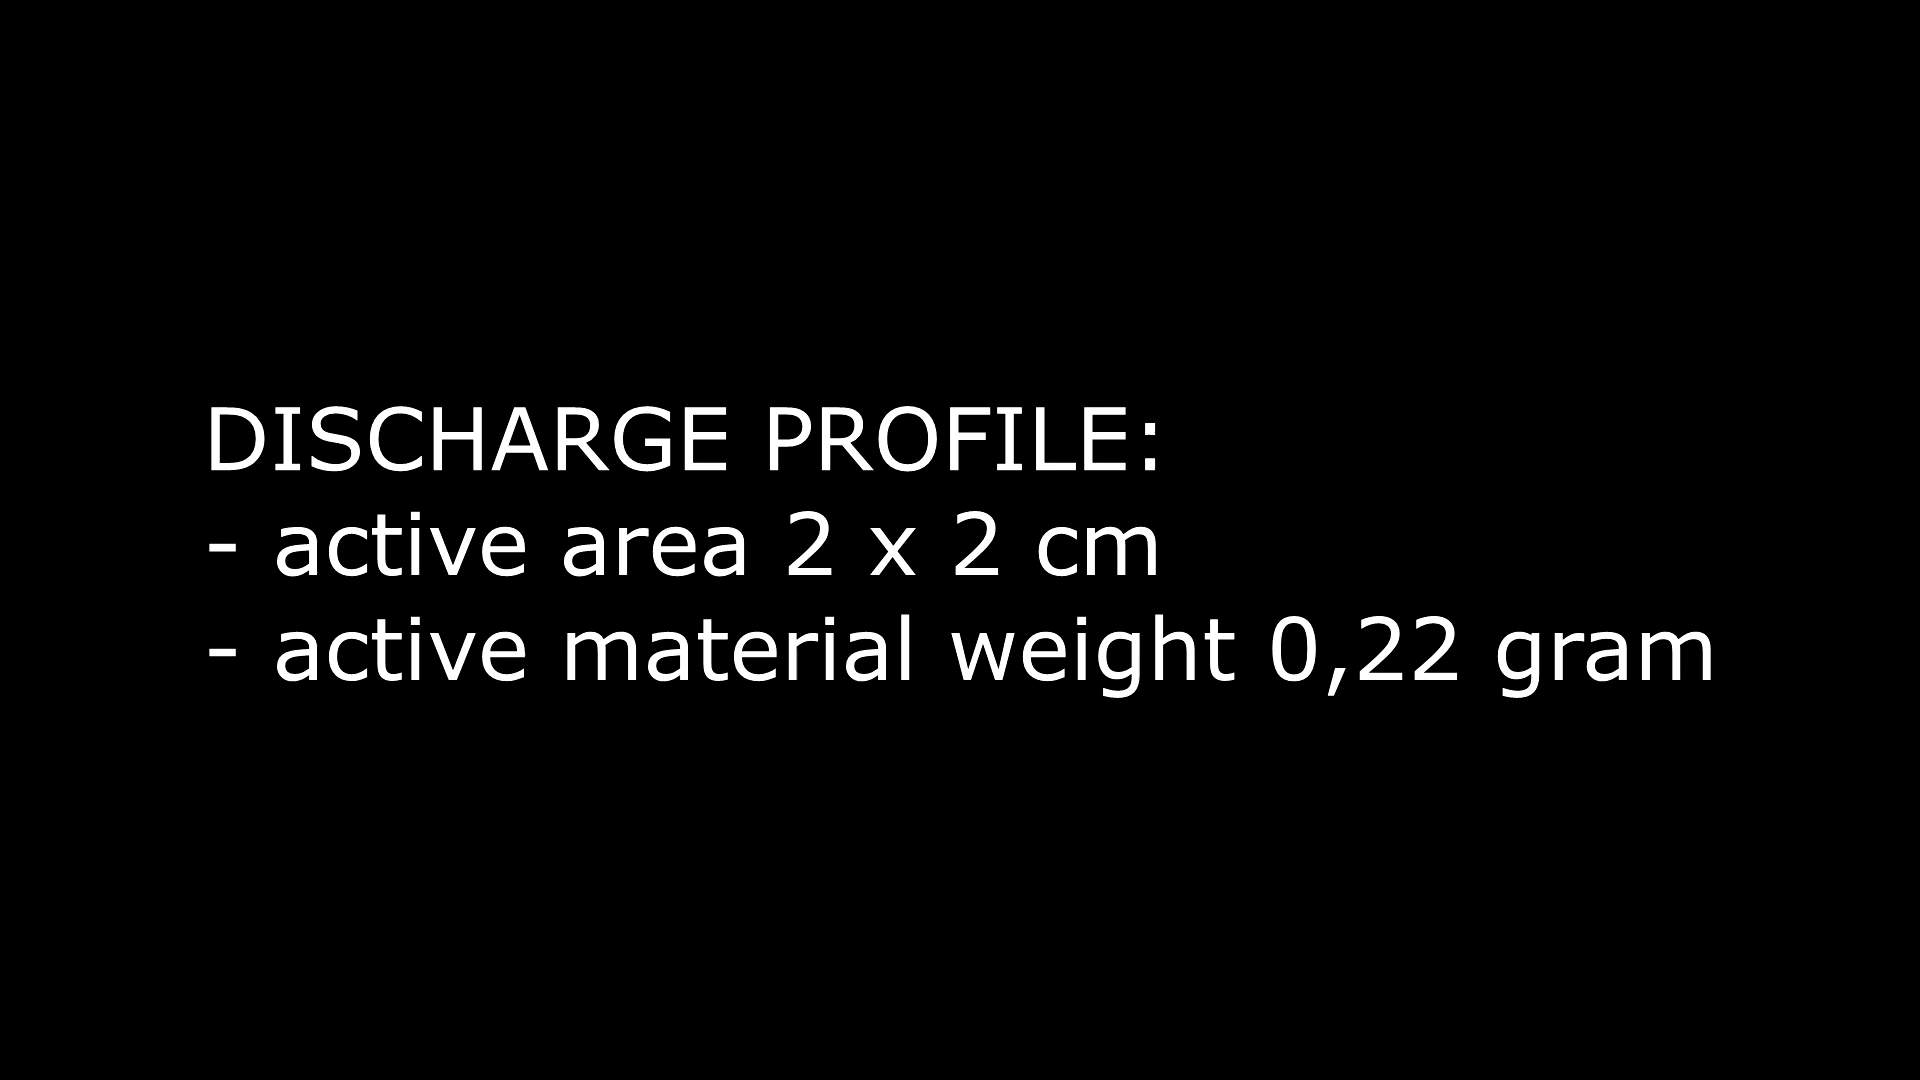 DISCHARGE PROFILE:
- active area 2 x 2 cm
- active material weight 0,22 gram